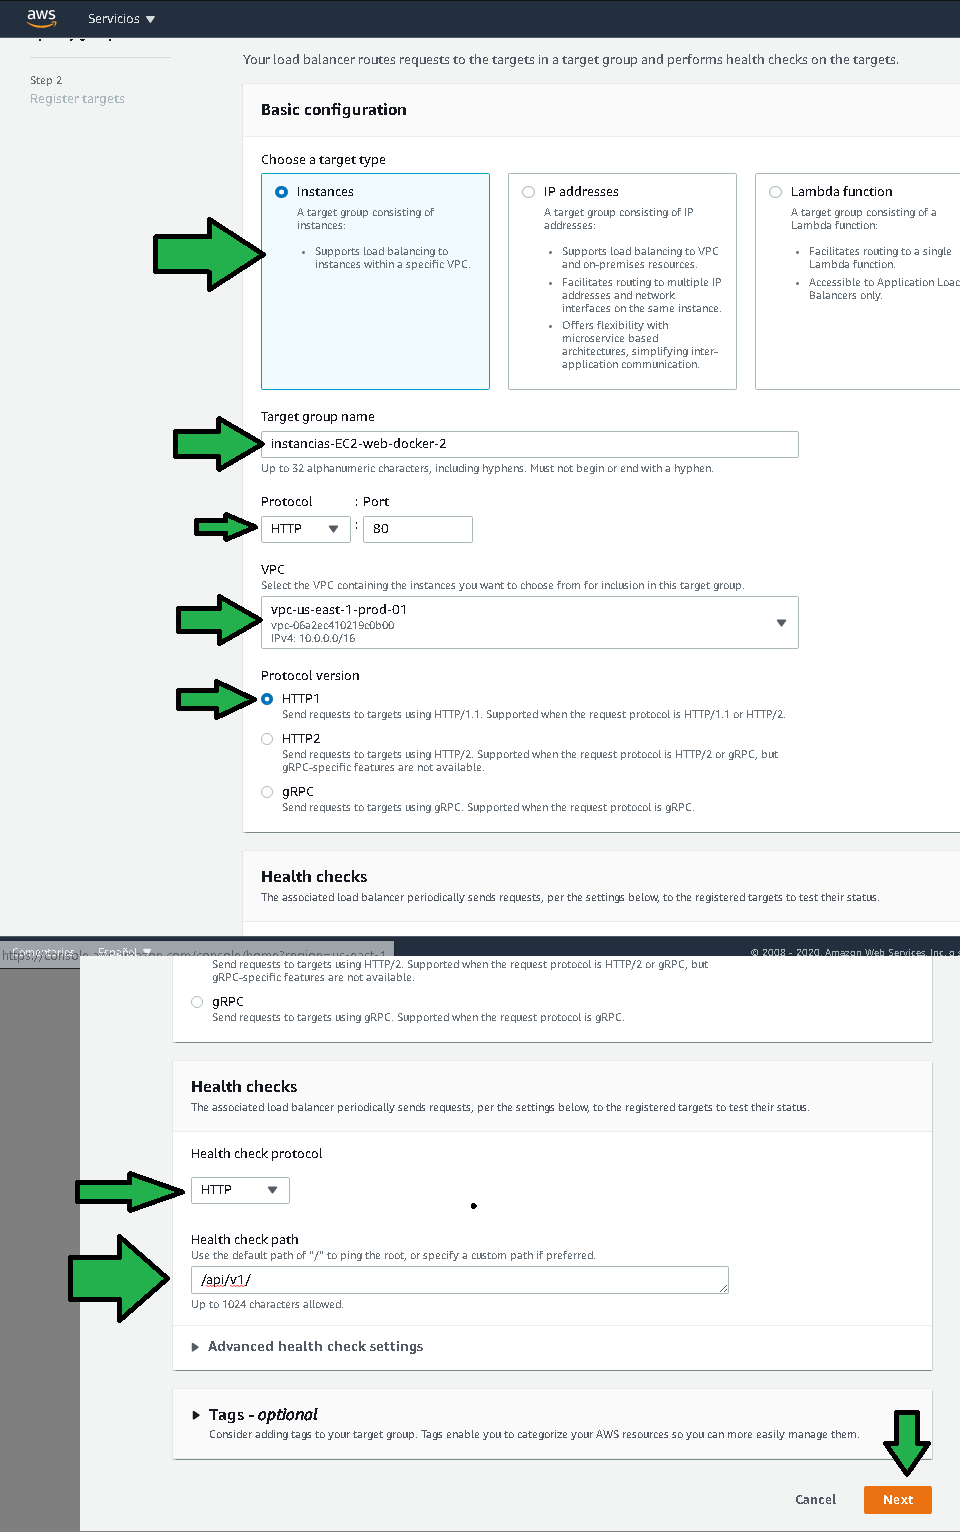 aws Servicios
Step 2
Register targets
Your load balancer routes requests to the targets in a target group and performs health checks on the targets.
Basic configuration
Choose a target type
Instances
A target group consisting of
instances:
• Supports load balancing to
instances within a specific VPC.
IP addresses
A target group consisting of IP
addresses:
• Supports load balancing to VPC
and on-premises resources.
• Facilitates routing to multiple IP
addresses and network
interfaces on the same instance.
• Offers flexibility with
microservice based
architectures, simplifying inter-
application communication.
Lambda function
A target group consisting of a
Lambda function:
• Facilitates routing to a single
Lambda function.
• Accessible to Application Load
Balancers only.
Target group name
instancias-EC2-web-docker-2
Up to 32 alphanumeric characters, including hyphens. Must not begin or end with a hyphen.
Protocol : Port
HTTP : 80
VPC
Select the VPC containing the instances you want to choose from for inclusion in this target group.
vpc-us-east-1-prod-01
vpc-06a2ec410219c0b00
IPv4: 10.0.0.0/16
Protocol version
HTTP1
Send requests to targets using HTTP/1.1. Supported when the request protocol is HTTP/1.1 or HTTP/2.
HTTP2
Send requests to targets using HTTP/2. Supported when the request protocol is HTTP/2 or gRPC, but
gRPC-specific features are not available.
gRPC
Send requests to targets using gRPC. Supported when the request protocol is gRPC.
Health checks
The associated load balancer periodically sends requests, per the settings below, to the registered targets to test their status.
Comentarios Español
© 2008 - 2020, Amazon Web Services, Inc. o s
Send requests to targets using HTTP/2. Supported when the request protocol is HTTP/2 or gRPC, but
gRPC-specific features are not available.
gRPC
Send requests to targets using gRPC. Supported when the request protocol is gRPC.
Health checks
The associated load balancer periodically sends requests, per the settings below, to the registered targets to test their status.
Health check protocol
HTTP
Health check path
Use the default path of "/" to ping the root, or specify a custom path if preferred.
/api/v1/
Up to 1024 characters allowed.
Advanced health check settings
Tags - optional
Consider adding tags to your target group. Tags enable you to categorize your AWS resources so you can more easily manage them.
Cancel Next